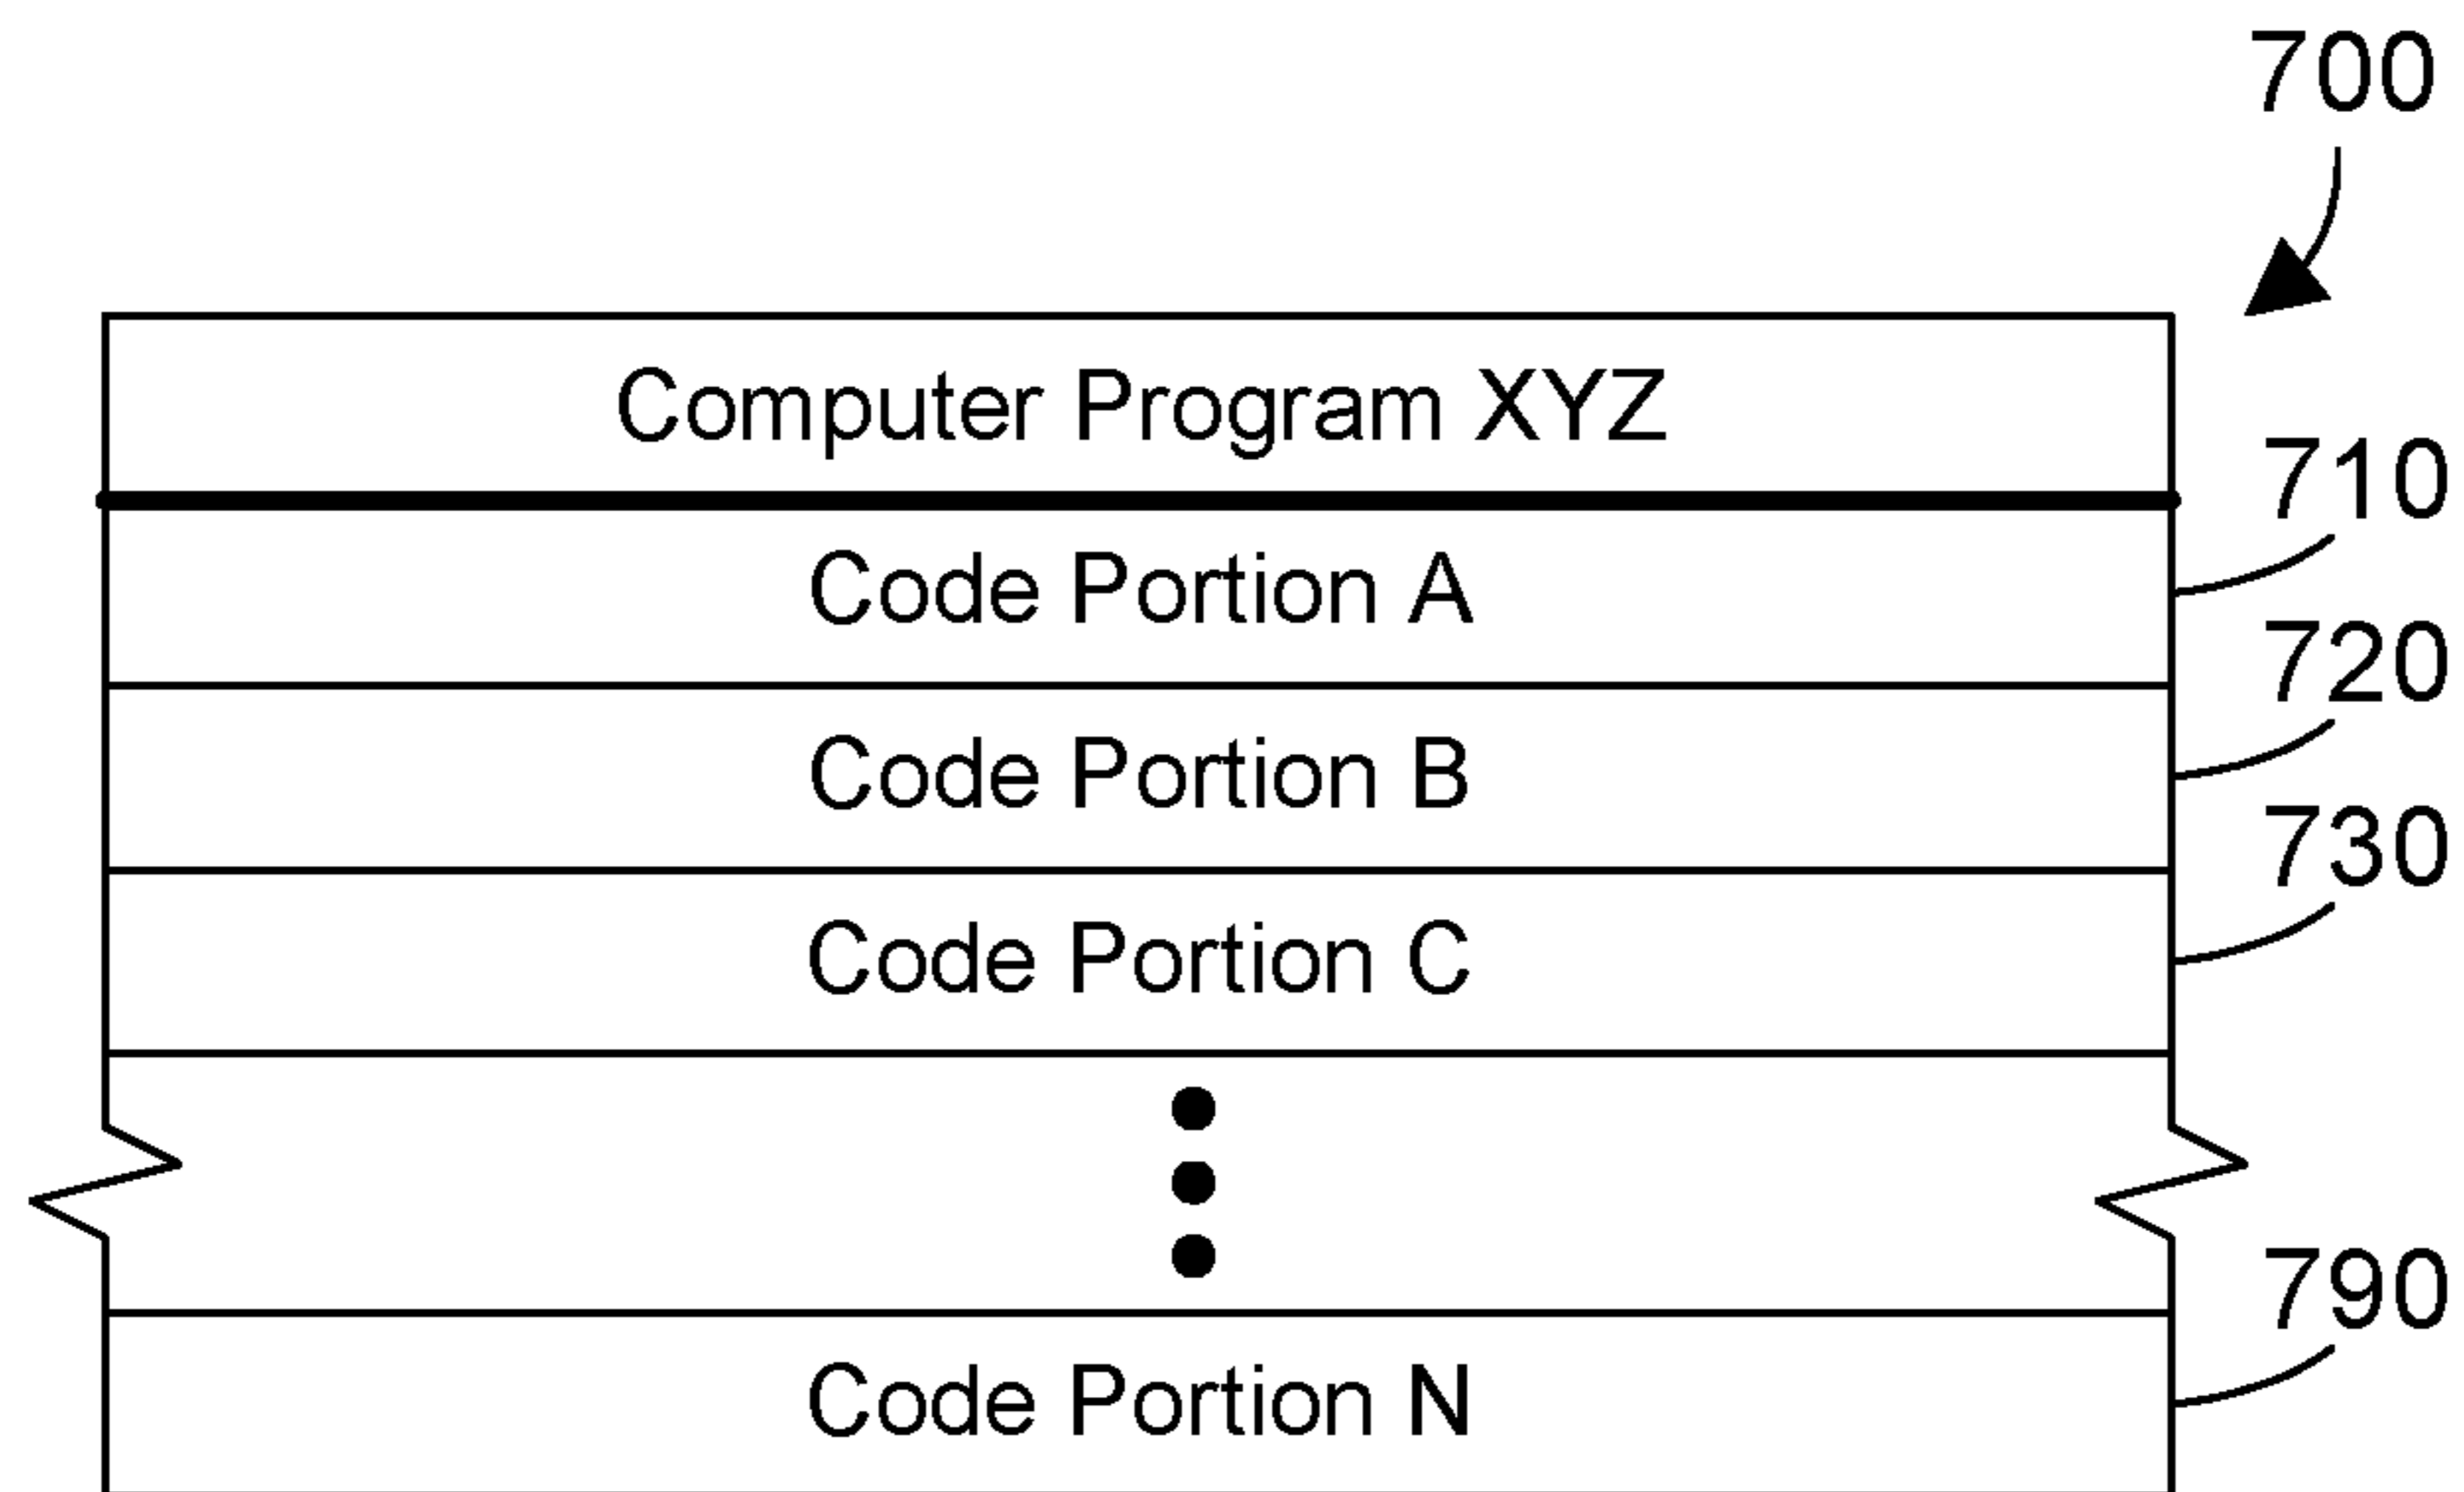 700
Computer Program XYZ
710
Code Portion A
720
Code Portion B
730
Code Portion C
790
Code Portion N